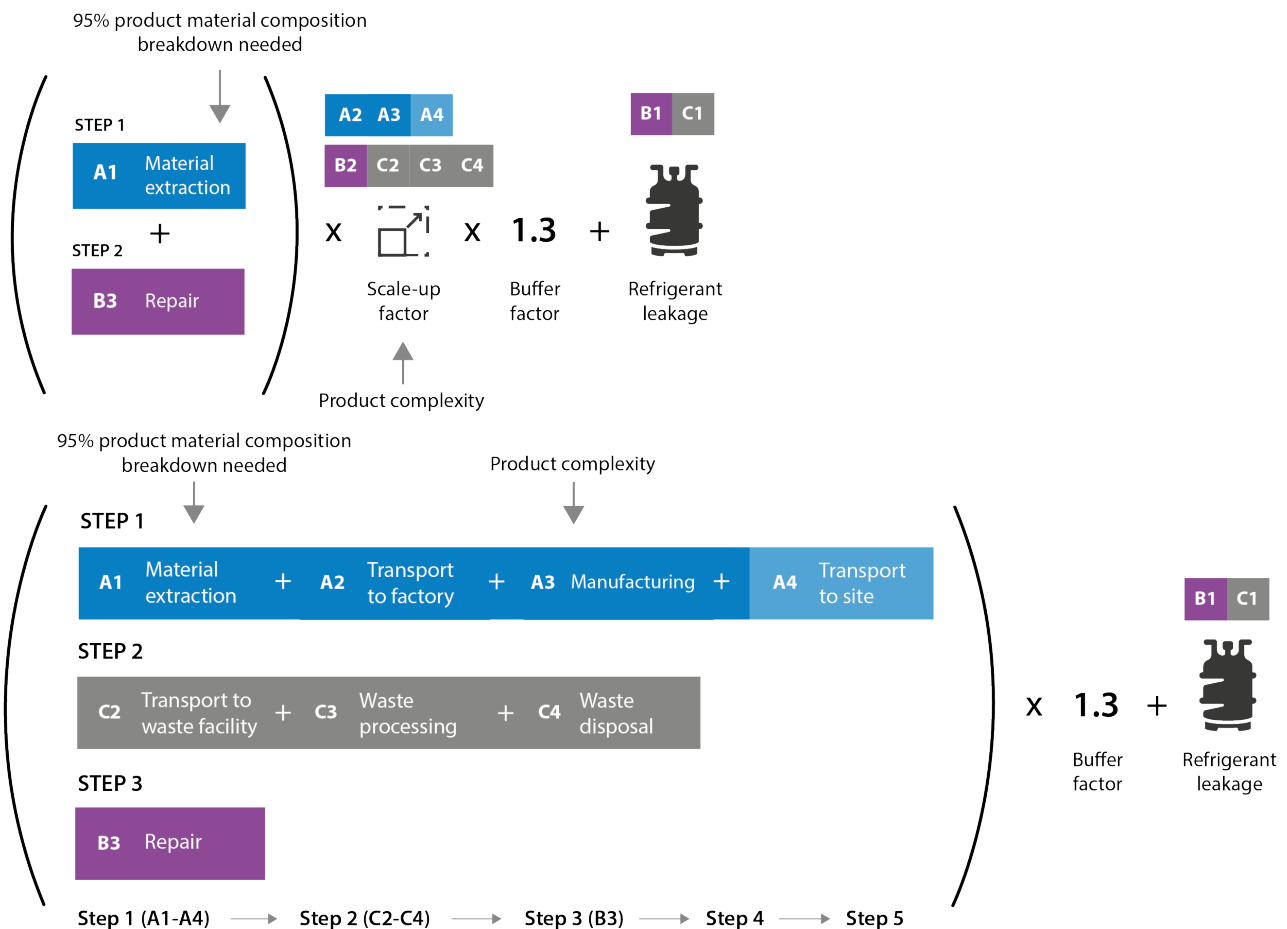 95% product material composition
breakdown needed
STEP 1
A1 Material
extraction
+
STEP 2
B3 Repair
A2 A3 A4
B2 C2 C3 C4
x
Scale-up
factor
x
1.3
Buffer
factor
+
B1 C1
Refrigerant
leakage
Product complexity
95% product material composition
breakdown needed
Product complexity
STEP 1
A1 Material
extraction
+
A2 Transport
to factory
+
A3 Manufacturing
+
A4 Transport
to site
STEP 2
C2 Transport to
waste facility
+
C3 Waste
processing
+
C4 Waste
disposal
STEP 3
B3 Repair
x
1.3
Buffer
factor
+
B1 C1
Refrigerant
leakage
Step 1 (A1-A4) Step 2 (C2-C4) Step 3 (B3) Step 4 Step 5